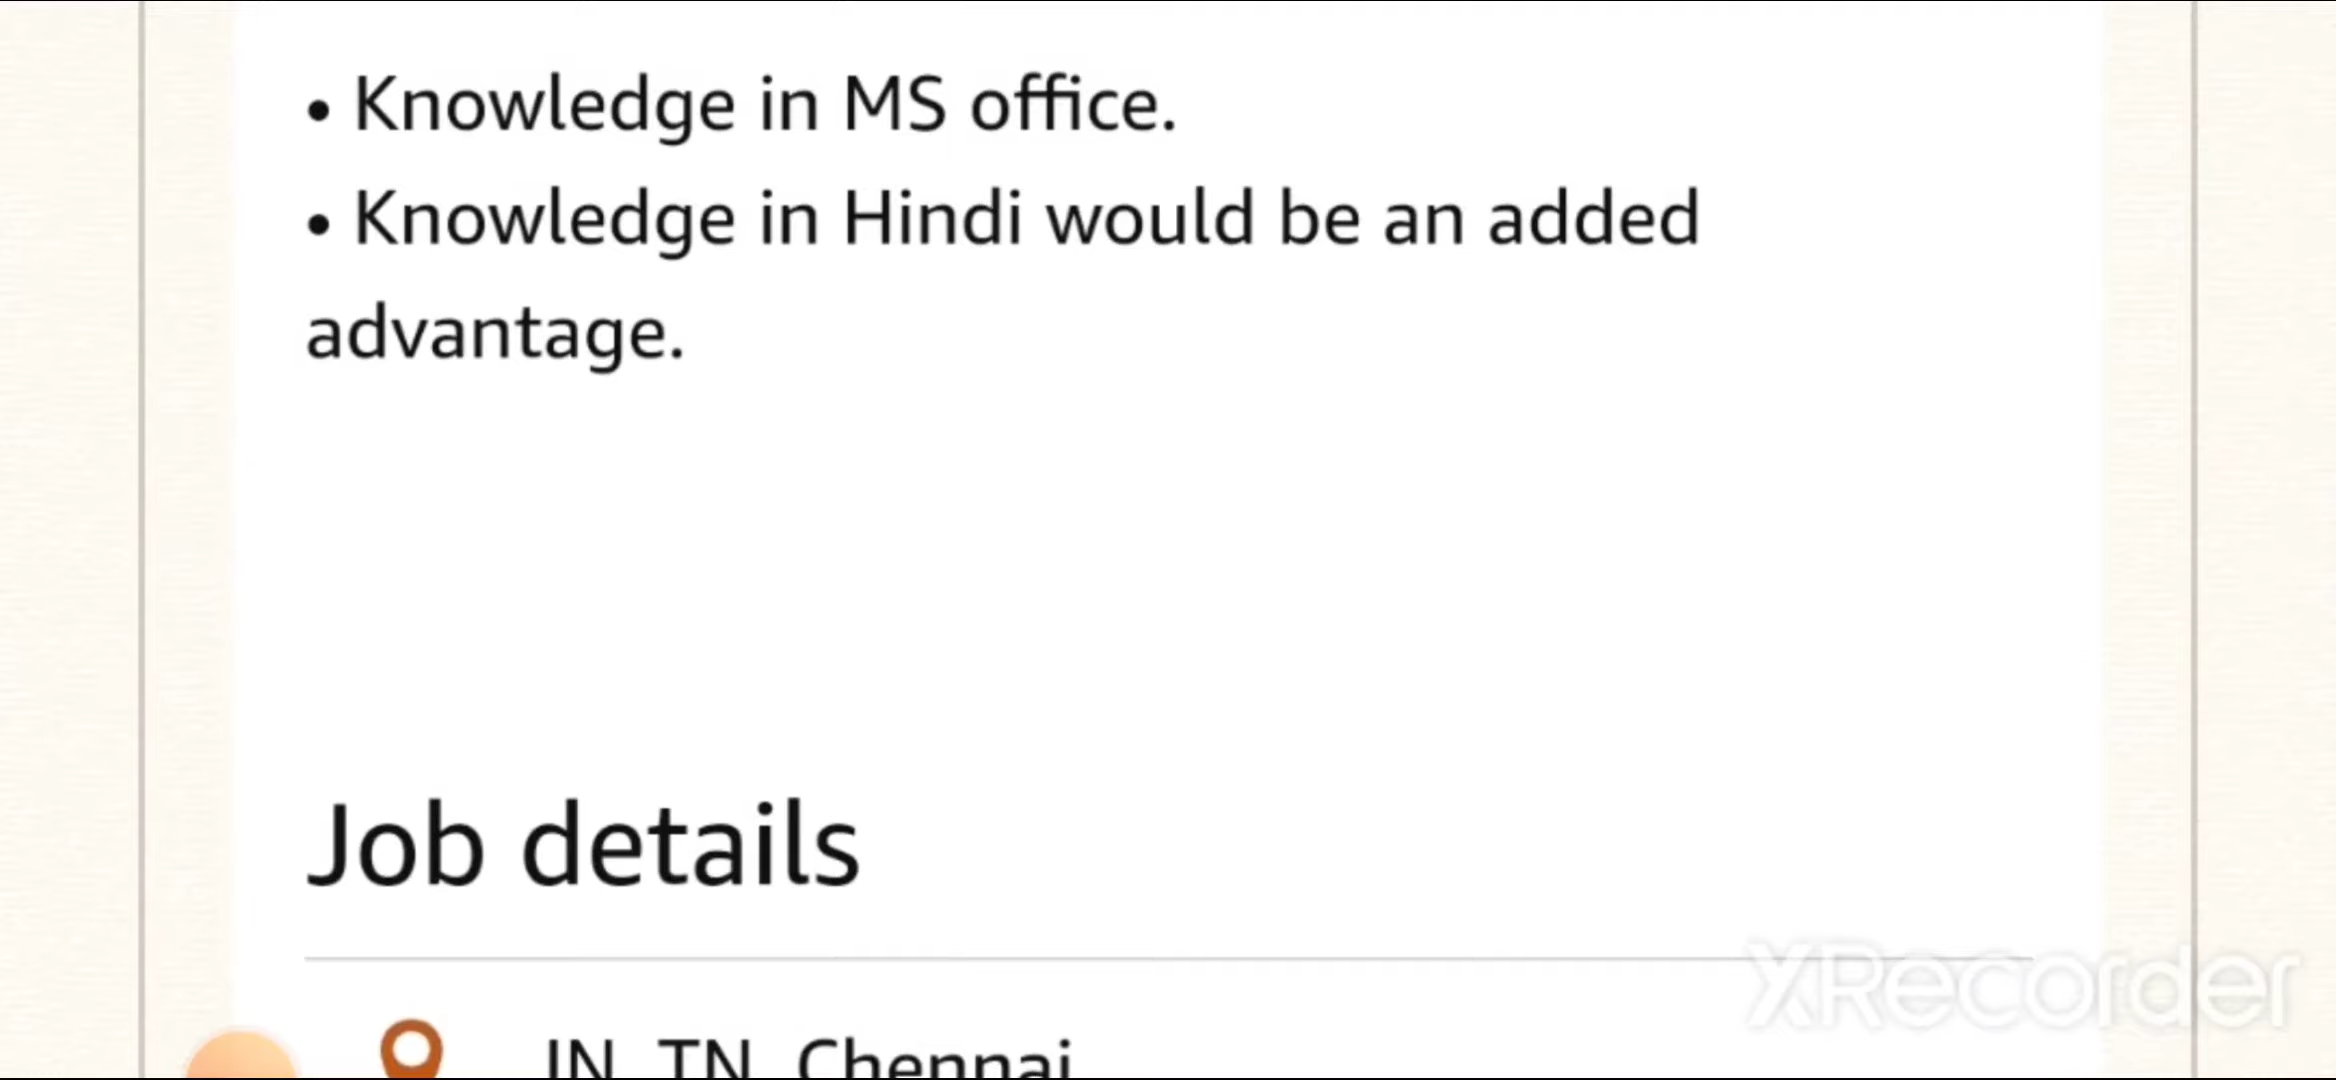 • Knowledge in MS office.
• Knowledge in Hindi would be an added
advantage.
Job details
IN, TN, Chennai
XRecorder